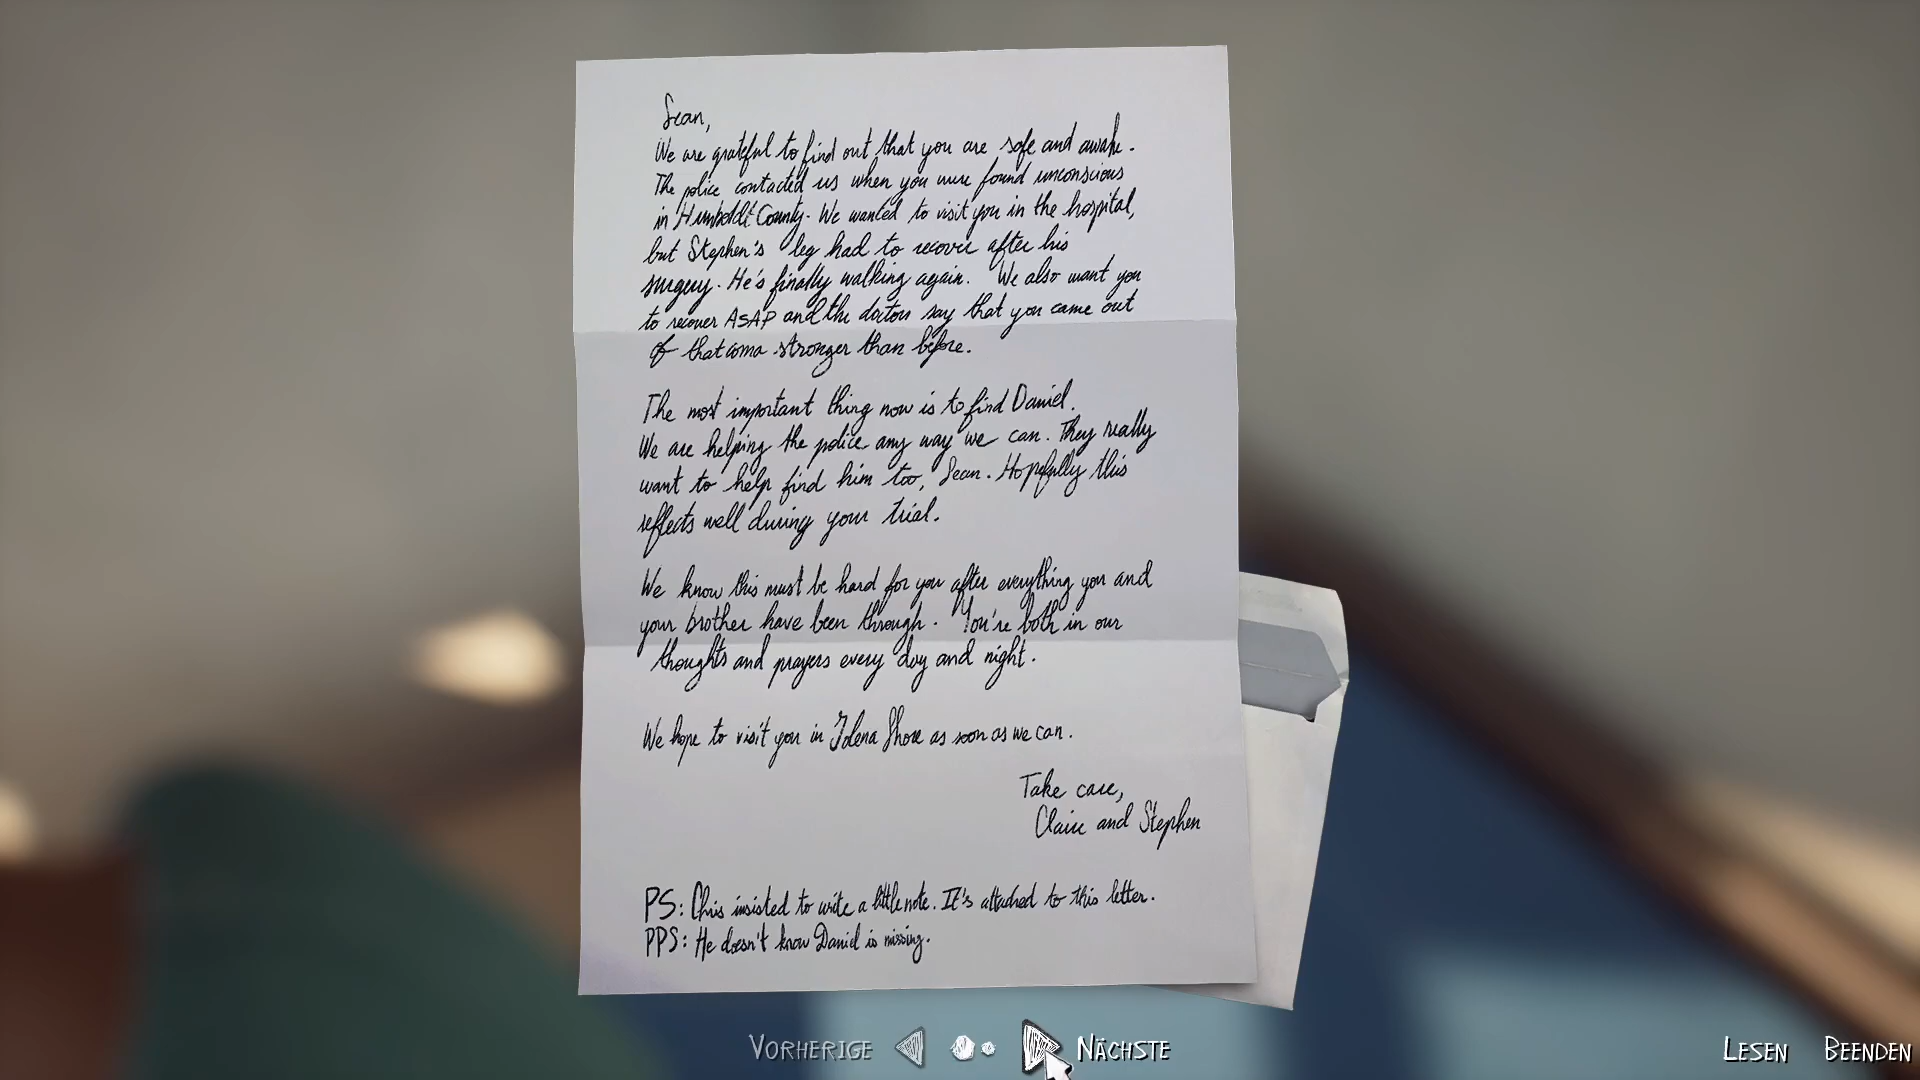 Sean,
We are grateful to find out that you are safe and awake.
The police contacted us when you were found unconscious
in Humboldt County. We wanted to visit you in the hospital,
but Stephen's leg had to recover after his
surgery. He's finally walking again. We also want you
to recover ASAP and the doctors say that you came out
of that coma stronger than before.
The most important thing now is to find Daniel.
We are helping the police any way we can. They really
want to help find him too, Sean. Hopefully this
reflects well during your trial.
We know this must be hard for you after everything you and
your brother have been through. You're both in our
thoughts and prayers every day and night.
We hope to visit you in Jolena Shore as soon as we can.
Take care,
Claire and Stephen
PS: Chris insisted to write a little note. It's attached to this letter.
PPS: He doesn't know Daniel is missing.
VORHERIGE NÄCHSTE LESEN BEENDEN